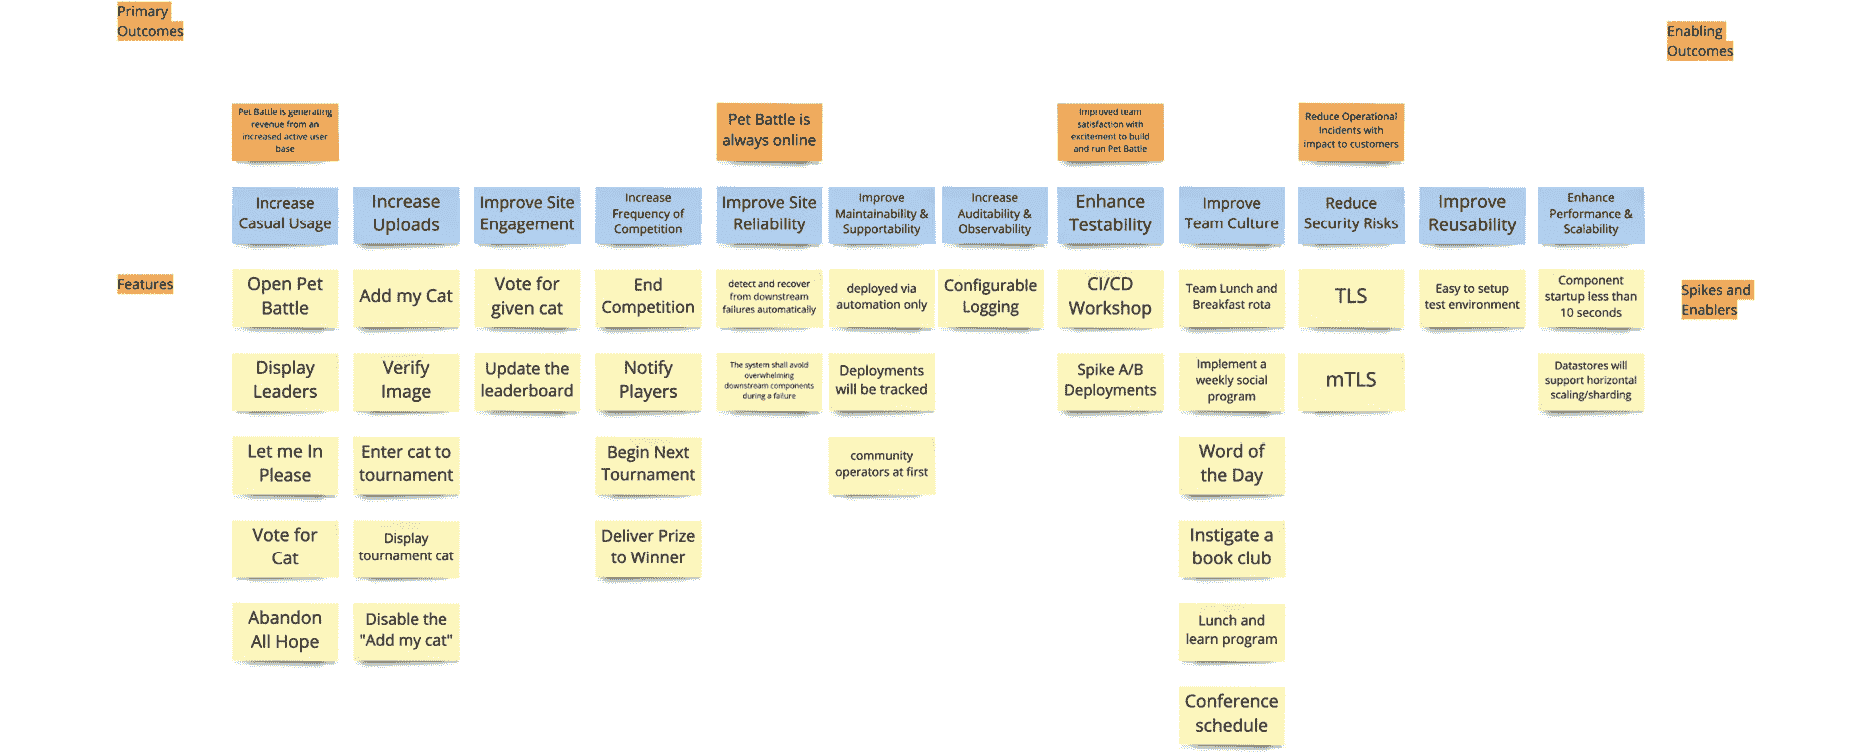 Primary
Outcomes
Enabling
Outcomes
Pet Battle is generating
revenue from an
increased active user
base
Pet Battle is
always online
Improved team
satisfaction with
excitement to build
and run Pet Battle
Reduce Operational
Incidents with
impact to customers
Increase
Casual Usage
Increase
Uploads
Improve Site
Engagement
Increase
Frequency of
Competition
Improve Site
Reliability
Improve
Maintainability &
Supportability
Increase
Auditability &
Observability
Enhance
Testability
Improve
Team Culture
Reduce
Security Risks
Improve
Reusability
Enhance
Performance &
Scalability
Features
Open Pet
Battle
Add my Cat
Vote for
given cat
End
Competition
detect and recover
from downstream
failures automatically
deployed via
automation only
Configurable
Logging
CI/CD
Workshop
Team Lunch and
Breakfast rota
TLS
Easy to setup
test environment
Component
startup less than
10 seconds
Spikes and
Enablers
Display
Leaders
Verify
Image
Update the
leaderboard
Notify
Players
The system shall avoid
overwhelming
downstream components
during a failure
Deployments
will be tracked
Spike A/B
Deployments
Implement a
weekly social
program
mTLS
Datastores will
support horizontal
scaling/sharding
Let me In
Please
Enter cat to
tournament
Begin Next
Tournament
community
operators at first
Word of
the Day
Vote for
Cat
Display
tournament cat
Deliver Prize
to Winner
Instigate a
book club
Abandon
All Hope
Disable the
"Add my cat"
Lunch and
learn program
Conference
schedule